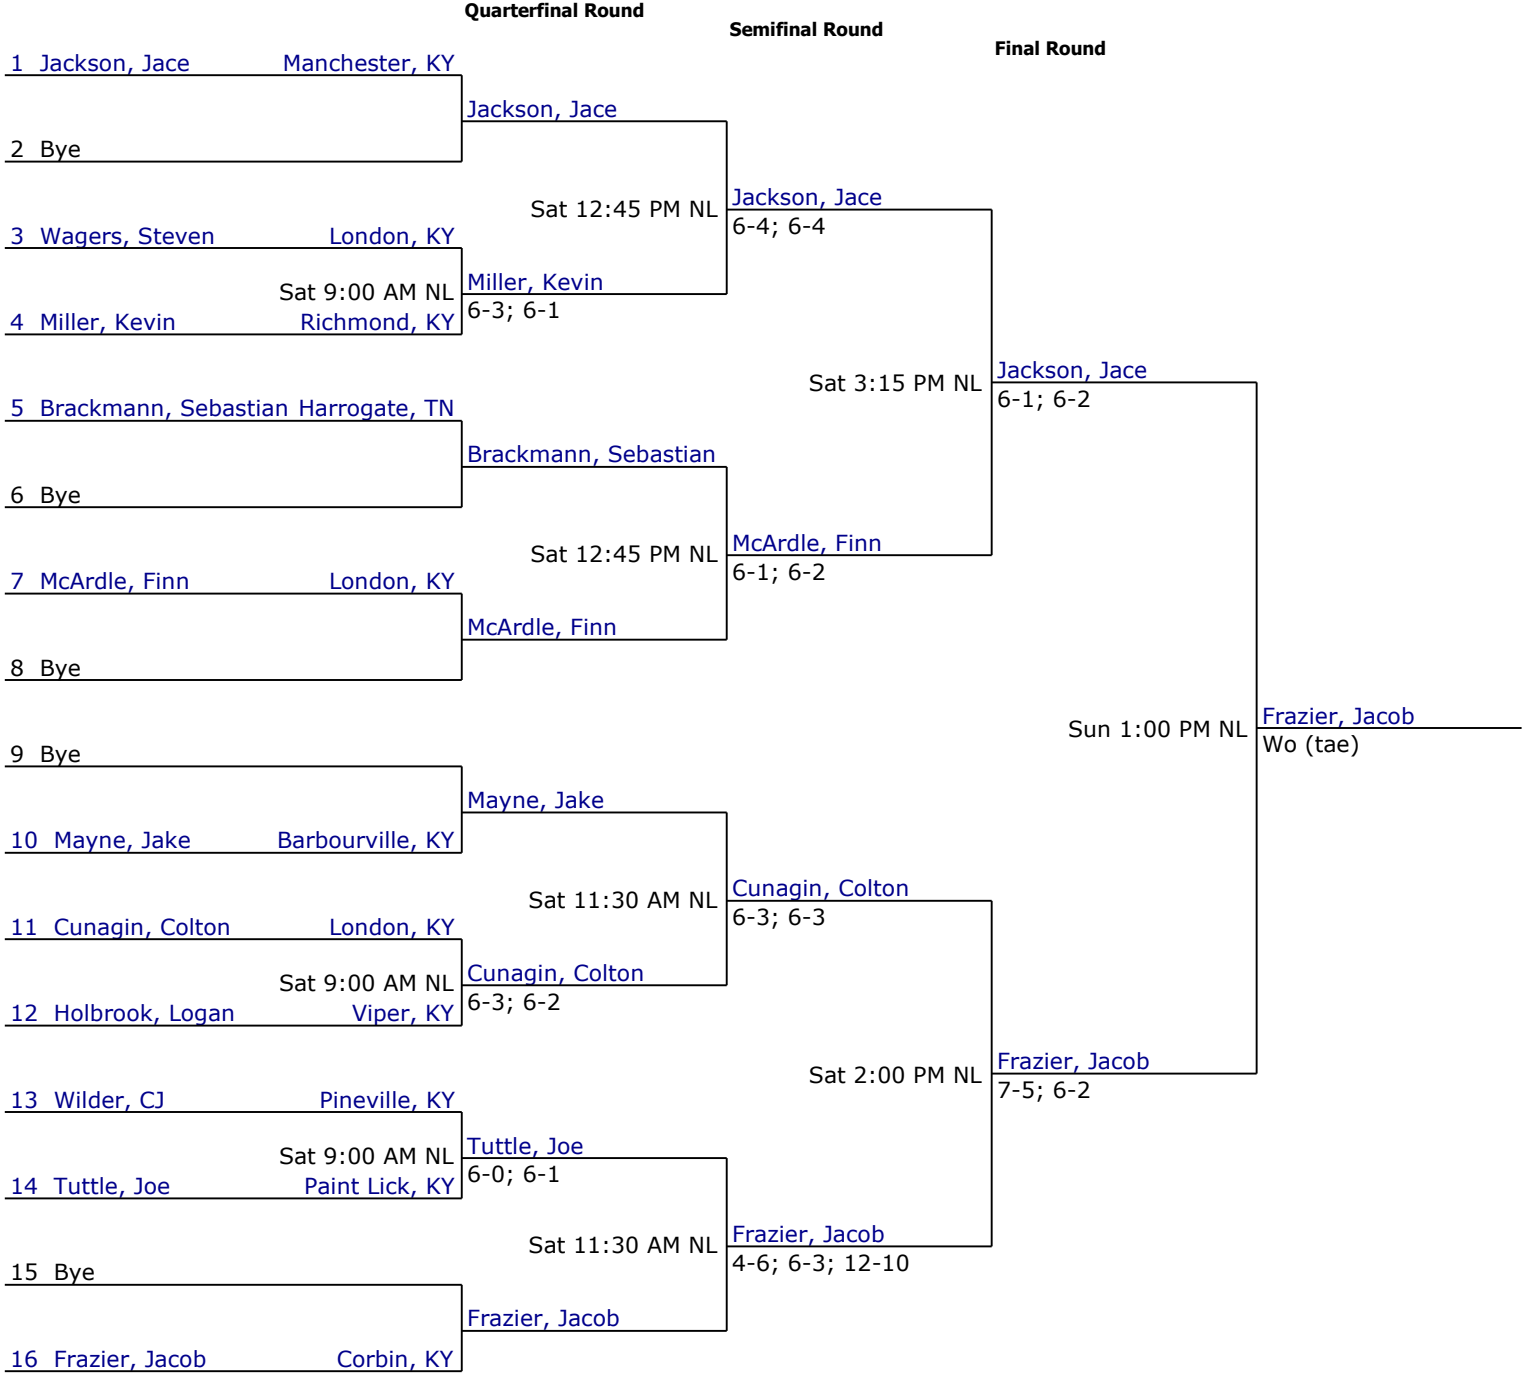 Quarterfinal Round
Semifinal Round
Final Round
1 Jackson, Jace Manchester, KY
Jackson, Jace
2 Bye
Sat 12:45 PM NL
Jackson, Jace
6-4; 6-4
3 Wagers, Steven London, KY
Sat 9:00 AM NL
Miller, Kevin
6-3; 6-1
4 Miller, Kevin Richmond, KY
Sat 3:15 PM NL
Jackson, Jace
6-1; 6-2
5 Brackmann, Sebastian Harrogate, TN
Brackmann, Sebastian
6 Bye
Sat 12:45 PM NL
McArdle, Finn
6-1; 6-2
7 McArdle, Finn London, KY
McArdle, Finn
8 Bye
Sun 1:00 PM NL
Frazier, Jacob
Wo (tae)
9 Bye
Mayne, Jake
10 Mayne, Jake Barbourville, KY
Sat 11:30 AM NL
Cunagin, Colton
6-3; 6-3
11 Cunagin, Colton London, KY
Sat 9:00 AM NL
Cunagin, Colton
6-3; 6-2
12 Holbrook, Logan Viper, KY
Sat 2:00 PM NL
Frazier, Jacob
7-5; 6-2
13 Wilder, CJ Pineville, KY
Sat 9:00 AM NL
Tuttle, Joe
6-0; 6-1
14 Tuttle, Joe Paint Lick, KY
Sat 11:30 AM NL
Frazier, Jacob
4-6; 6-3; 12-10
15 Bye
Frazier, Jacob
16 Frazier, Jacob Corbin, KY